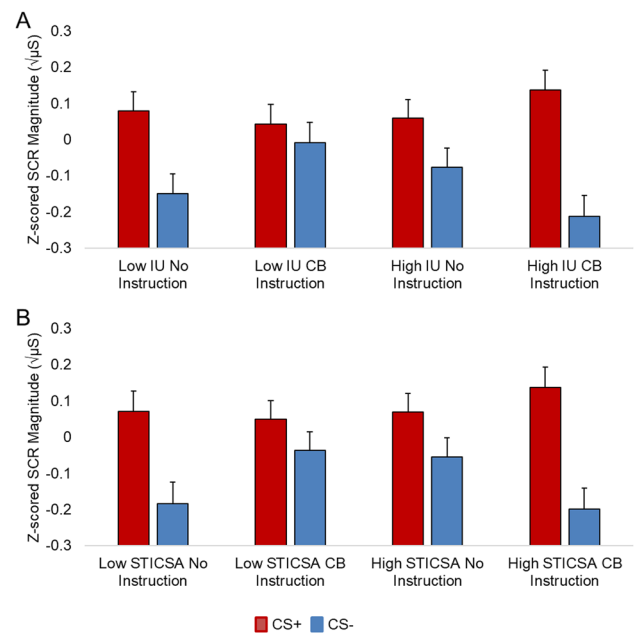 A
Z-scored SCR Magnitude (√µS)
0.3
0.2
0.1
0
-0.1
-0.2
-0.3
Low IU No
Instruction
Low IU CB
Instruction
High IU No
Instruction
High IU CB
Instruction
B
Z-scored SCR Magnitude (√µS)
0.3
0.2
0.1
0
-0.1
-0.2
-0.3
Low STICSA No
Instruction
Low STICSA CB
Instruction
High STICSA No
Instruction
High STICSA CB
Instruction
CS+
CS-